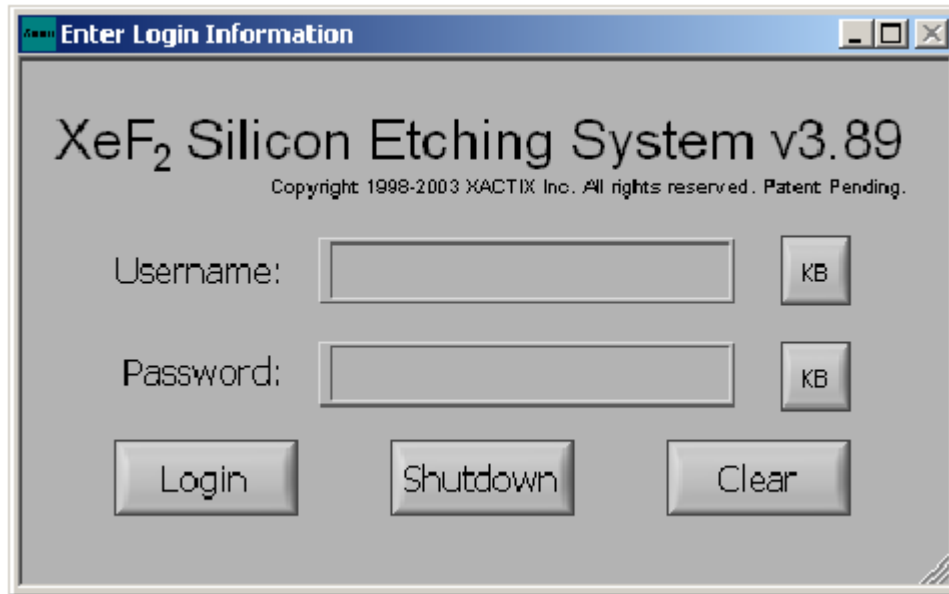 Enter Login Information
XeF₂ Silicon Etching System v3.89
Copyright 1998-2003 XACTIX Inc. All rights reserved. Patent Pending.
Username:
KB
Password:
KB
Login Shutdown Clear